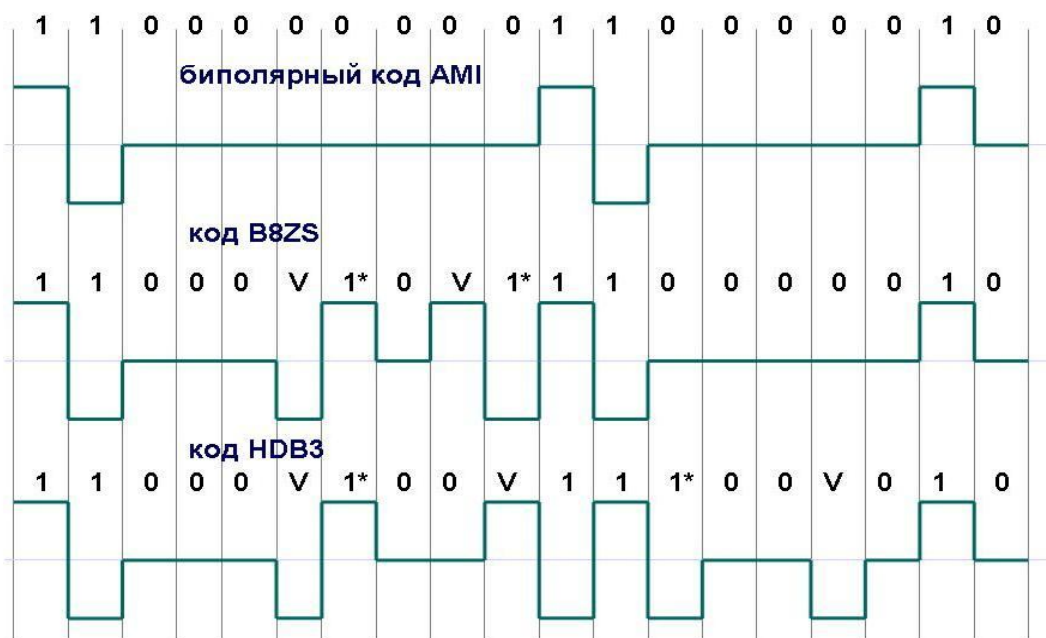 1 1 0 0 0 0 0 0 0 0 1 1 0 0 0 0 0 1 0
биполярный код AMI
код B8ZS
1 1 0 0 0 V 1* 0 V 1* 1 1 0 0 0 0 0 1 0
код HDB3
1 1 0 0 0 V 1* 0 0 V 1 1 1* 0 0 V 0 1 0